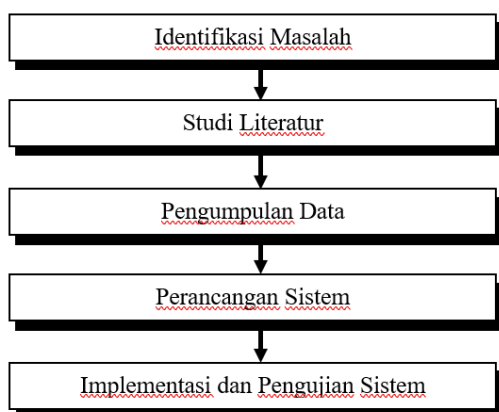 Identifikasi Masalah
Studi Literatur
Pengumpulan Data
Perancangan Sistem
Implementasi dan Pengujian Sistem